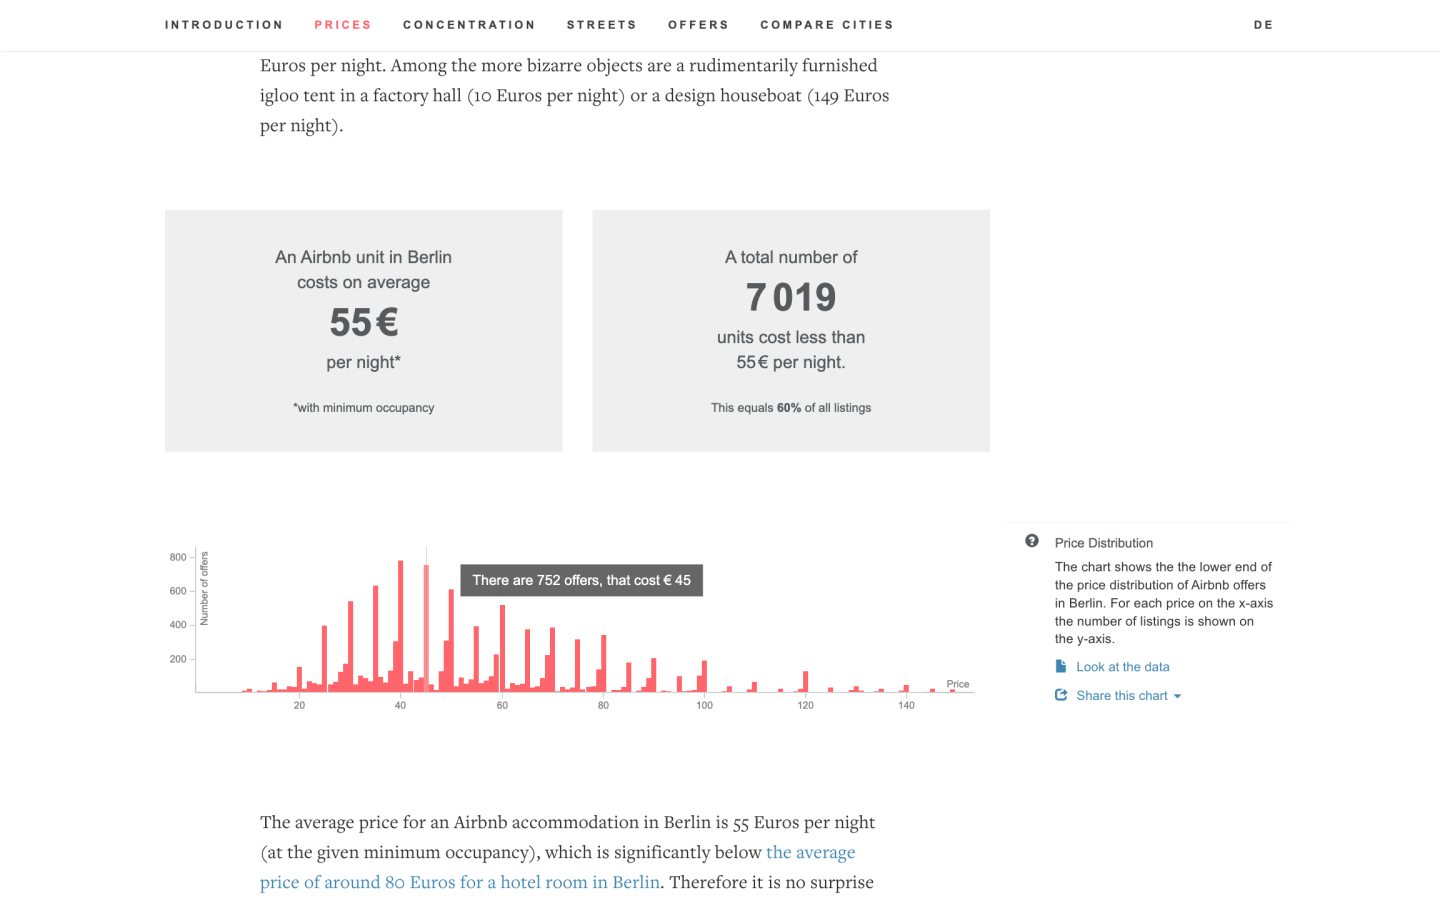 INTRODUCTION PRICES CONCENTRATION STREETS OFFERS COMPARE CITIES DE
Euros per night. Among the more bizarre objects are a rudimentarily furnished
igloo tent in a factory hall (10 Euros per night) or a design houseboat (149 Euros
per night).
An Airbnb unit in Berlin
costs on average
55 €
per night*
*with minimum occupancy
A total number of
7 019
units cost less than
55 € per night.
This equals 60% of all listings
800
600
400
200
Number of offers
There are 752 offers, that cost € 45
Price
20 40 60 80 100 120 140
Price Distribution
The chart shows the the lower end of
the price distribution of Airbnb offers
in Berlin. For each price on the x-axis
the number of listings is shown on
the y-axis.
Look at the data
Share this chart
The average price for an Airbnb accommodation in Berlin is 55 Euros per night
(at the given minimum occupancy), which is significantly below the average
price of around 80 Euros for a hotel room in Berlin. Therefore it is no surprise